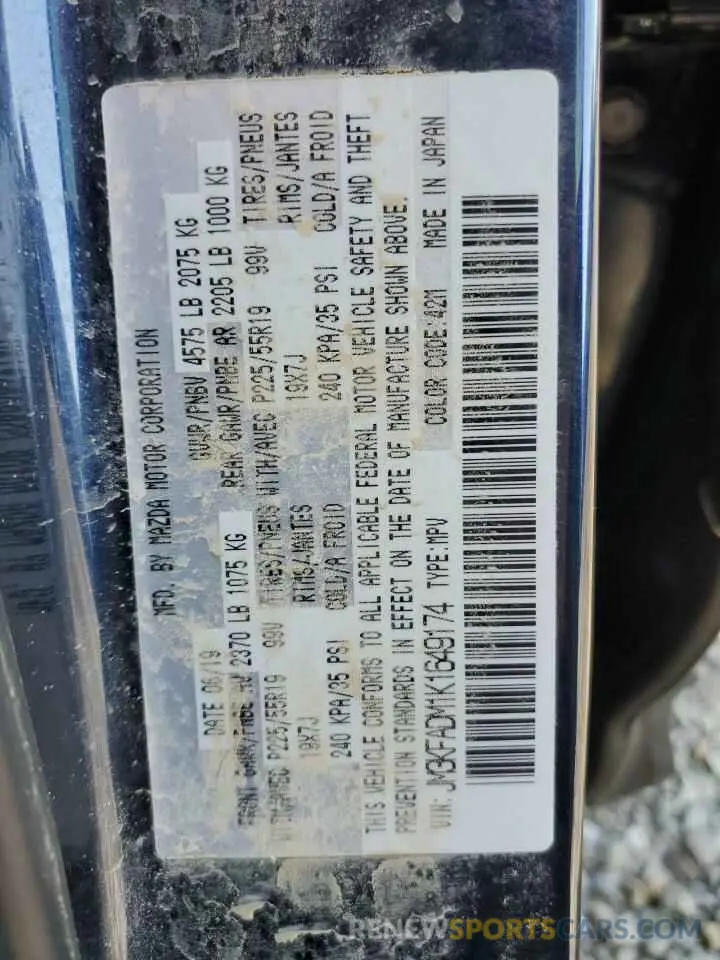 MFD. BY MAZDA MOTOR CORPORATION
DATE 06/19 GVWR/PNBV 4575 LB 2075 KG
FRONT GAWR/PNBE AV 2370 LB 1075 KG REAR GAWR/PNBE AR 2205 LB 1000 KG
WITH/AVEC P225/55R19 99V TIRES/PNEUS WITH/AVEC P225/55R19 99V TIRES/PNEUS
19X7J RIMS/JANTES 19X7J RIMS/JANTES
240 KPA/35 PSI COLD/A FROID 240 KPA/35 PSI COLD/A FROID
THIS VEHICLE CONFORMS TO ALL APPLICABLE FEDERAL MOTOR VEHICLE SAFETY AND THEFT
PREVENTION STANDARDS IN EFFECT ON THE DATE OF MANUFACTURE SHOWN ABOVE.
VIN: JM3KFADM1K1649174 TYPE:MPV COLOR CODE:42M MADE IN JAPAN
RENEWSPORTSCARS.COM